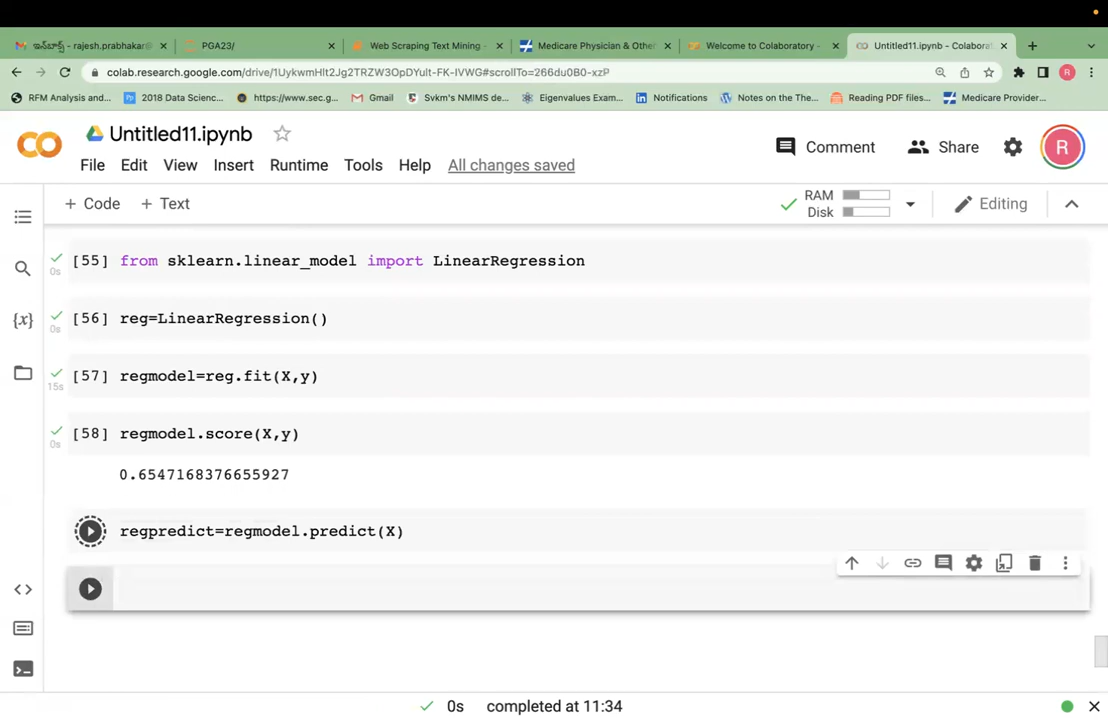 ఇన్‌బాక్స్ - rajesh.prabhakar@
PGA23/
Web Scraping Text Mining -
Medicare Physician & Othe
Welcome to Colaboratory -
Untitled11.ipynb - Colaborat
colab.research.google.com/drive/1UykwmHlt2Jg2TRZW3OpDYult-FK-IVWG#scrollTo=266du0B0-xzP
R
RFM Analysis and...
2018 Data Scienc...
https://www.sec.g...
Gmail
Svkm's NMIMS de...
Eigenvalues Exam...
Notifications
Notes on the The...
Reading PDF files...
Medicare Provider...
Untitled11.ipynb
File Edit View Insert Runtime Tools Help All changes saved
Comment
Share
R
+ Code + Text
RAM
Disk
Editing
[55] from sklearn.linear_model import LinearRegression
0s
[56] reg=LinearRegression()
0s
{x}
[57] regmodel=reg.fit(X,y)
15s
[58] regmodel.score(X,y)
0s
0.6547168376655927
regpredict=regmodel.predict(X)
0s completed at 11:34